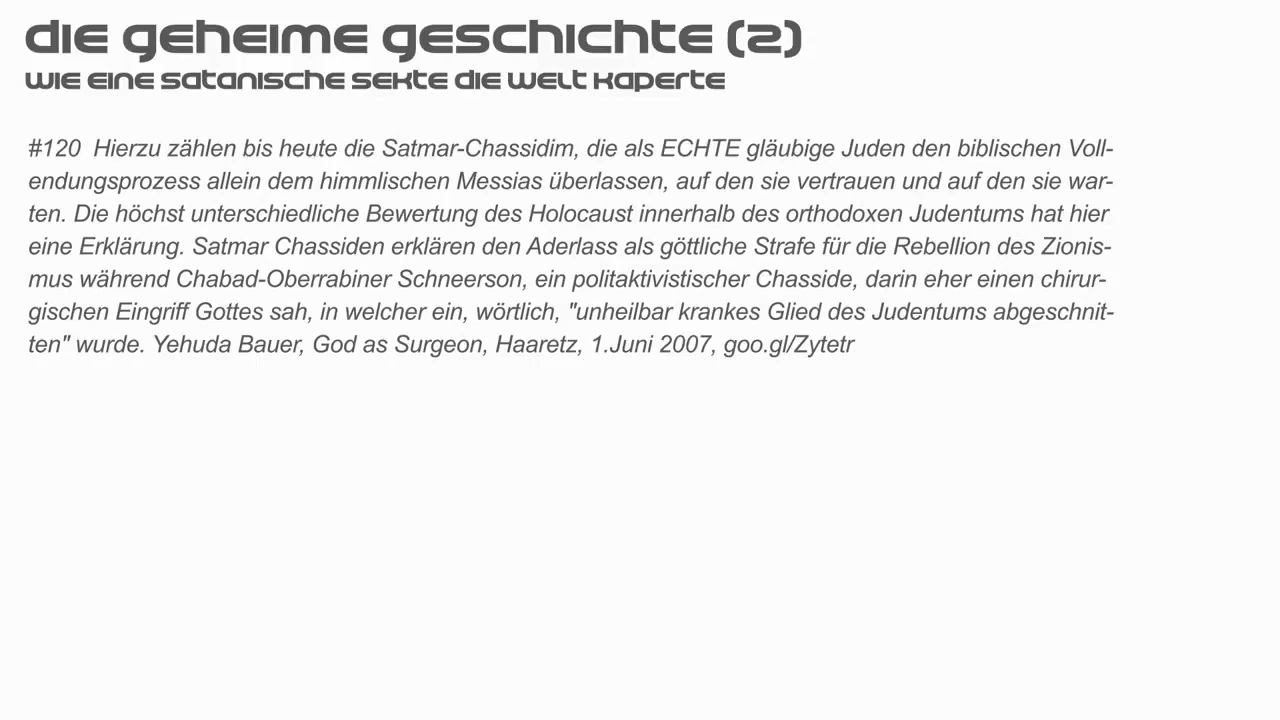 die geheime geschichte (2)
wie eine satanische sekte die welt kaperte
#120 Hierzu zählen bis heute die Satmar-Chassidim, die als ECHTE gläubige Juden den biblischen Voll-
endungsprozess allein dem himmlischen Messias überlassen, auf den sie vertrauen und auf den sie war-
ten. Die höchst unterschiedliche Bewertung des Holocaust innerhalb des orthodoxen Judentums hat hier
eine Erklärung. Satmar Chassiden erklären den Aderlass als göttliche Strafe für die Rebellion des Zionis-
mus während Chabad-Oberrabiner Schneerson, ein politaktivistischer Chasside, darin eher einen chirur-
gischen Eingriff Gottes sah, in welcher ein, wörtlich, "unheilbar krankes Glied des Judentums abgeschnit-
ten" wurde. Yehuda Bauer, God as Surgeon, Haaretz, 1.Juni 2007, goo.gl/Zytetr